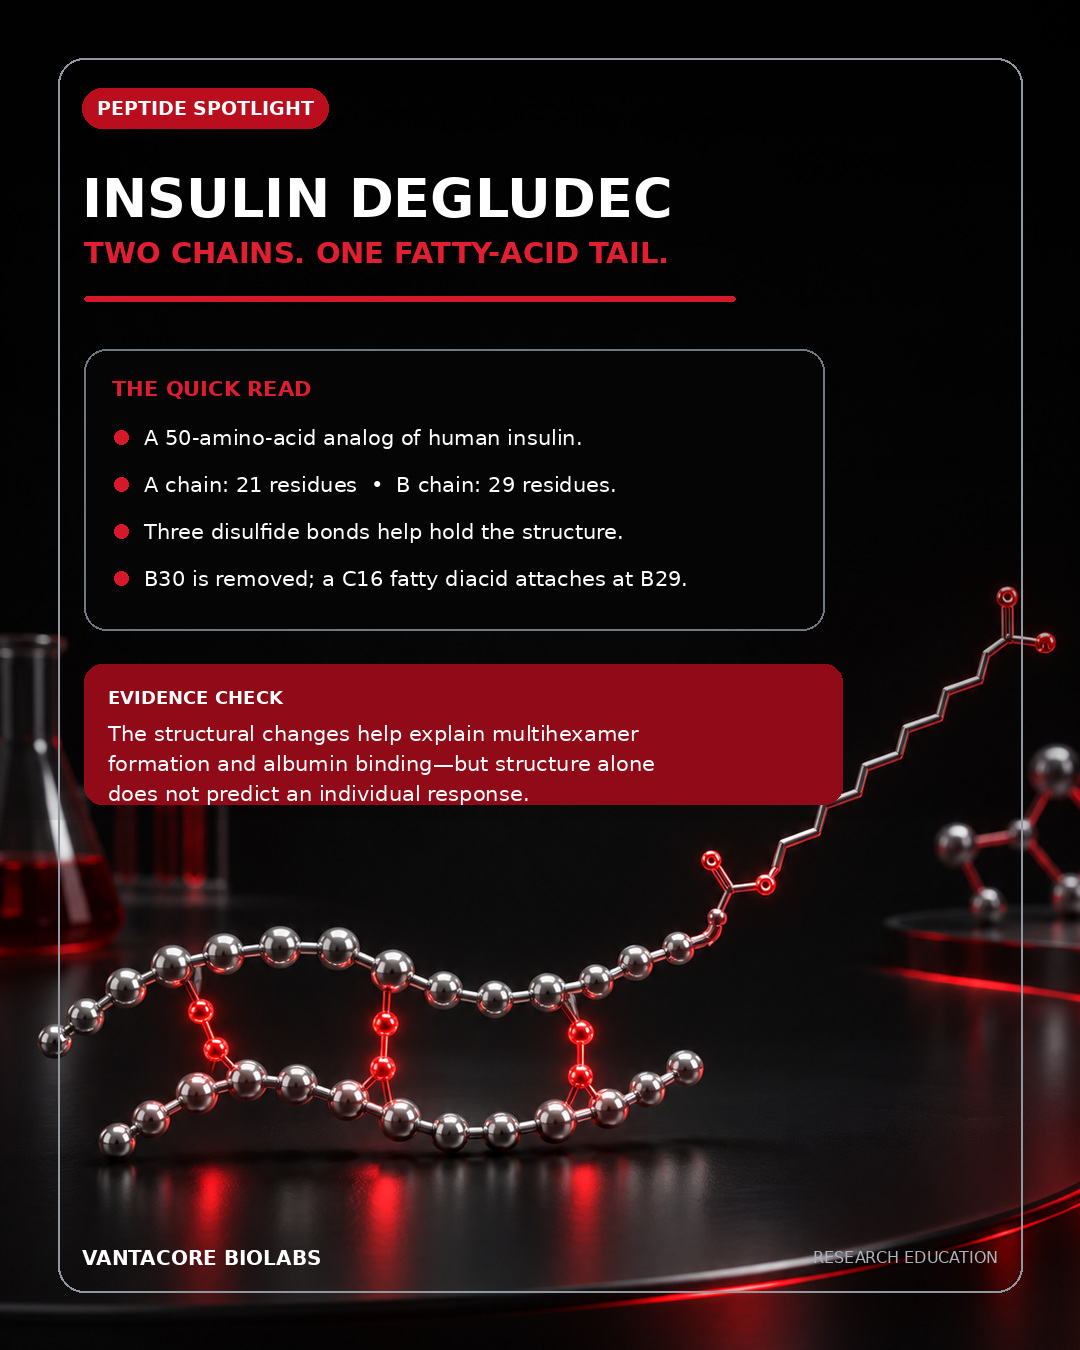 PEPTIDE SPOTLIGHT
INSULIN DEGLUDEC
TWO CHAINS. ONE FATTY-ACID TAIL.
THE QUICK READ
A 50-amino-acid analog of human insulin.
A chain: 21 residues • B chain: 29 residues.
Three disulfide bonds help hold the structure.
B30 is removed; a C16 fatty diacid attaches at B29.
EVIDENCE CHECK
The structural changes help explain multihexamer
formation and albumin binding—but structure alone
does not predict an individual response.
VANTACORE BIOLABS
RESEARCH EDUCATION